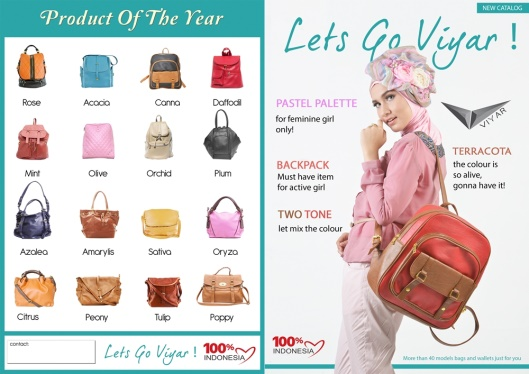 Product Of The Year
Rose
Acacia
Canna
Daffodil
Mint
Olive
Orchid
Plum
Azalea
Amarylis
Sativa
Oryza
Citrus
Peony
Tulip
Poppy
contact:
Lets Go Viyar !
100%
INDONESIA
NEW CATALOG
Lets Go Viyar !
PASTEL PALETTE
for feminine girl
only!
VIYAR
BACKPACK
Must have item
for active girl
TERRACOTA
the colour is
so alive,
gonna have it!
TWO TONE
let mix the colour
100%
INDONESIA
More than 40 models bags and wallets just for you